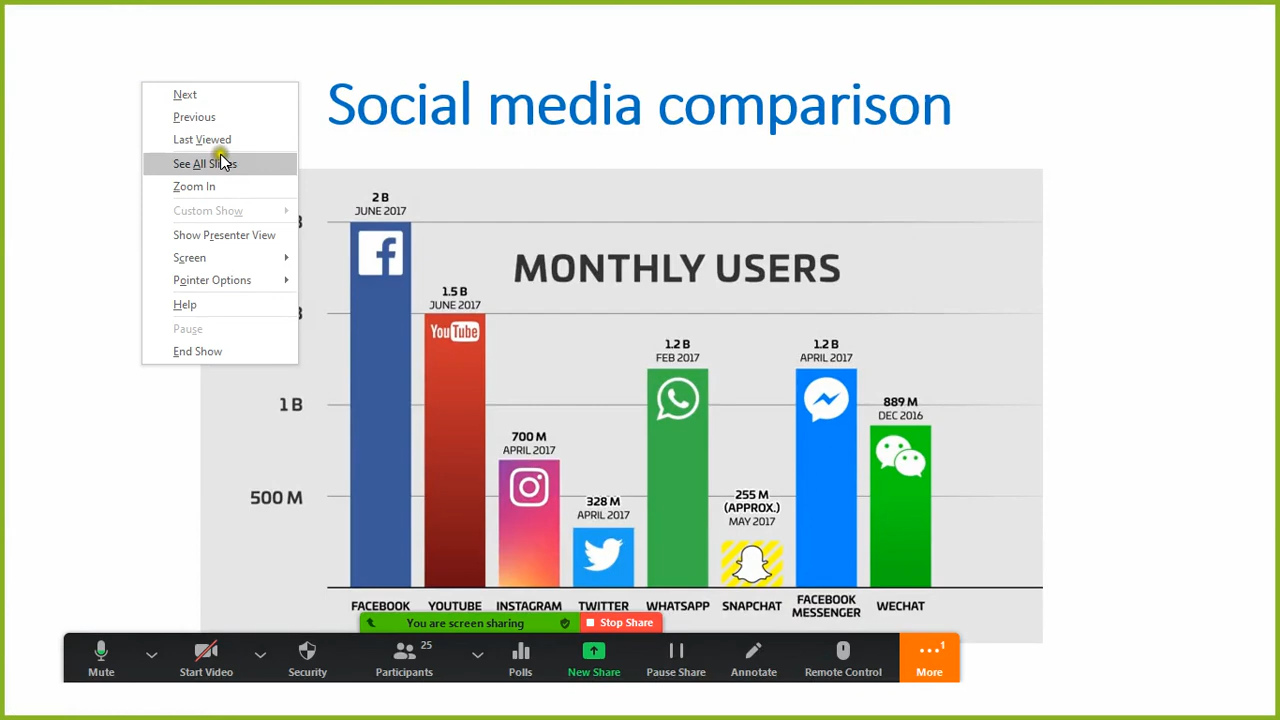 Social media comparison
Next
Previous
Last Viewed
See All Slides
Zoom In
Custom Show
Show Presenter View
Screen
Pointer Options
Help
Pause
End Show
MONTHLY USERS
2 B
JUNE 2017
1.5 B
JUNE 2017
YouTube
700 M
APRIL 2017
328 M
APRIL 2017
1.2 B
FEB 2017
255 M
(APPROX.)
MAY 2017
1.2 B
APRIL 2017
889 M
DEC 2016
1 B
500 M
FACEBOOK
YOUTUBE
INSTAGRAM
TWITTER
WHATSAPP
SNAPCHAT
FACEBOOK
MESSENGER
WECHAT
You are screen sharing
Stop Share
Mute
Start Video
Security
25
Participants
Polls
New Share
Pause Share
Annotate
Remote Control
1
More